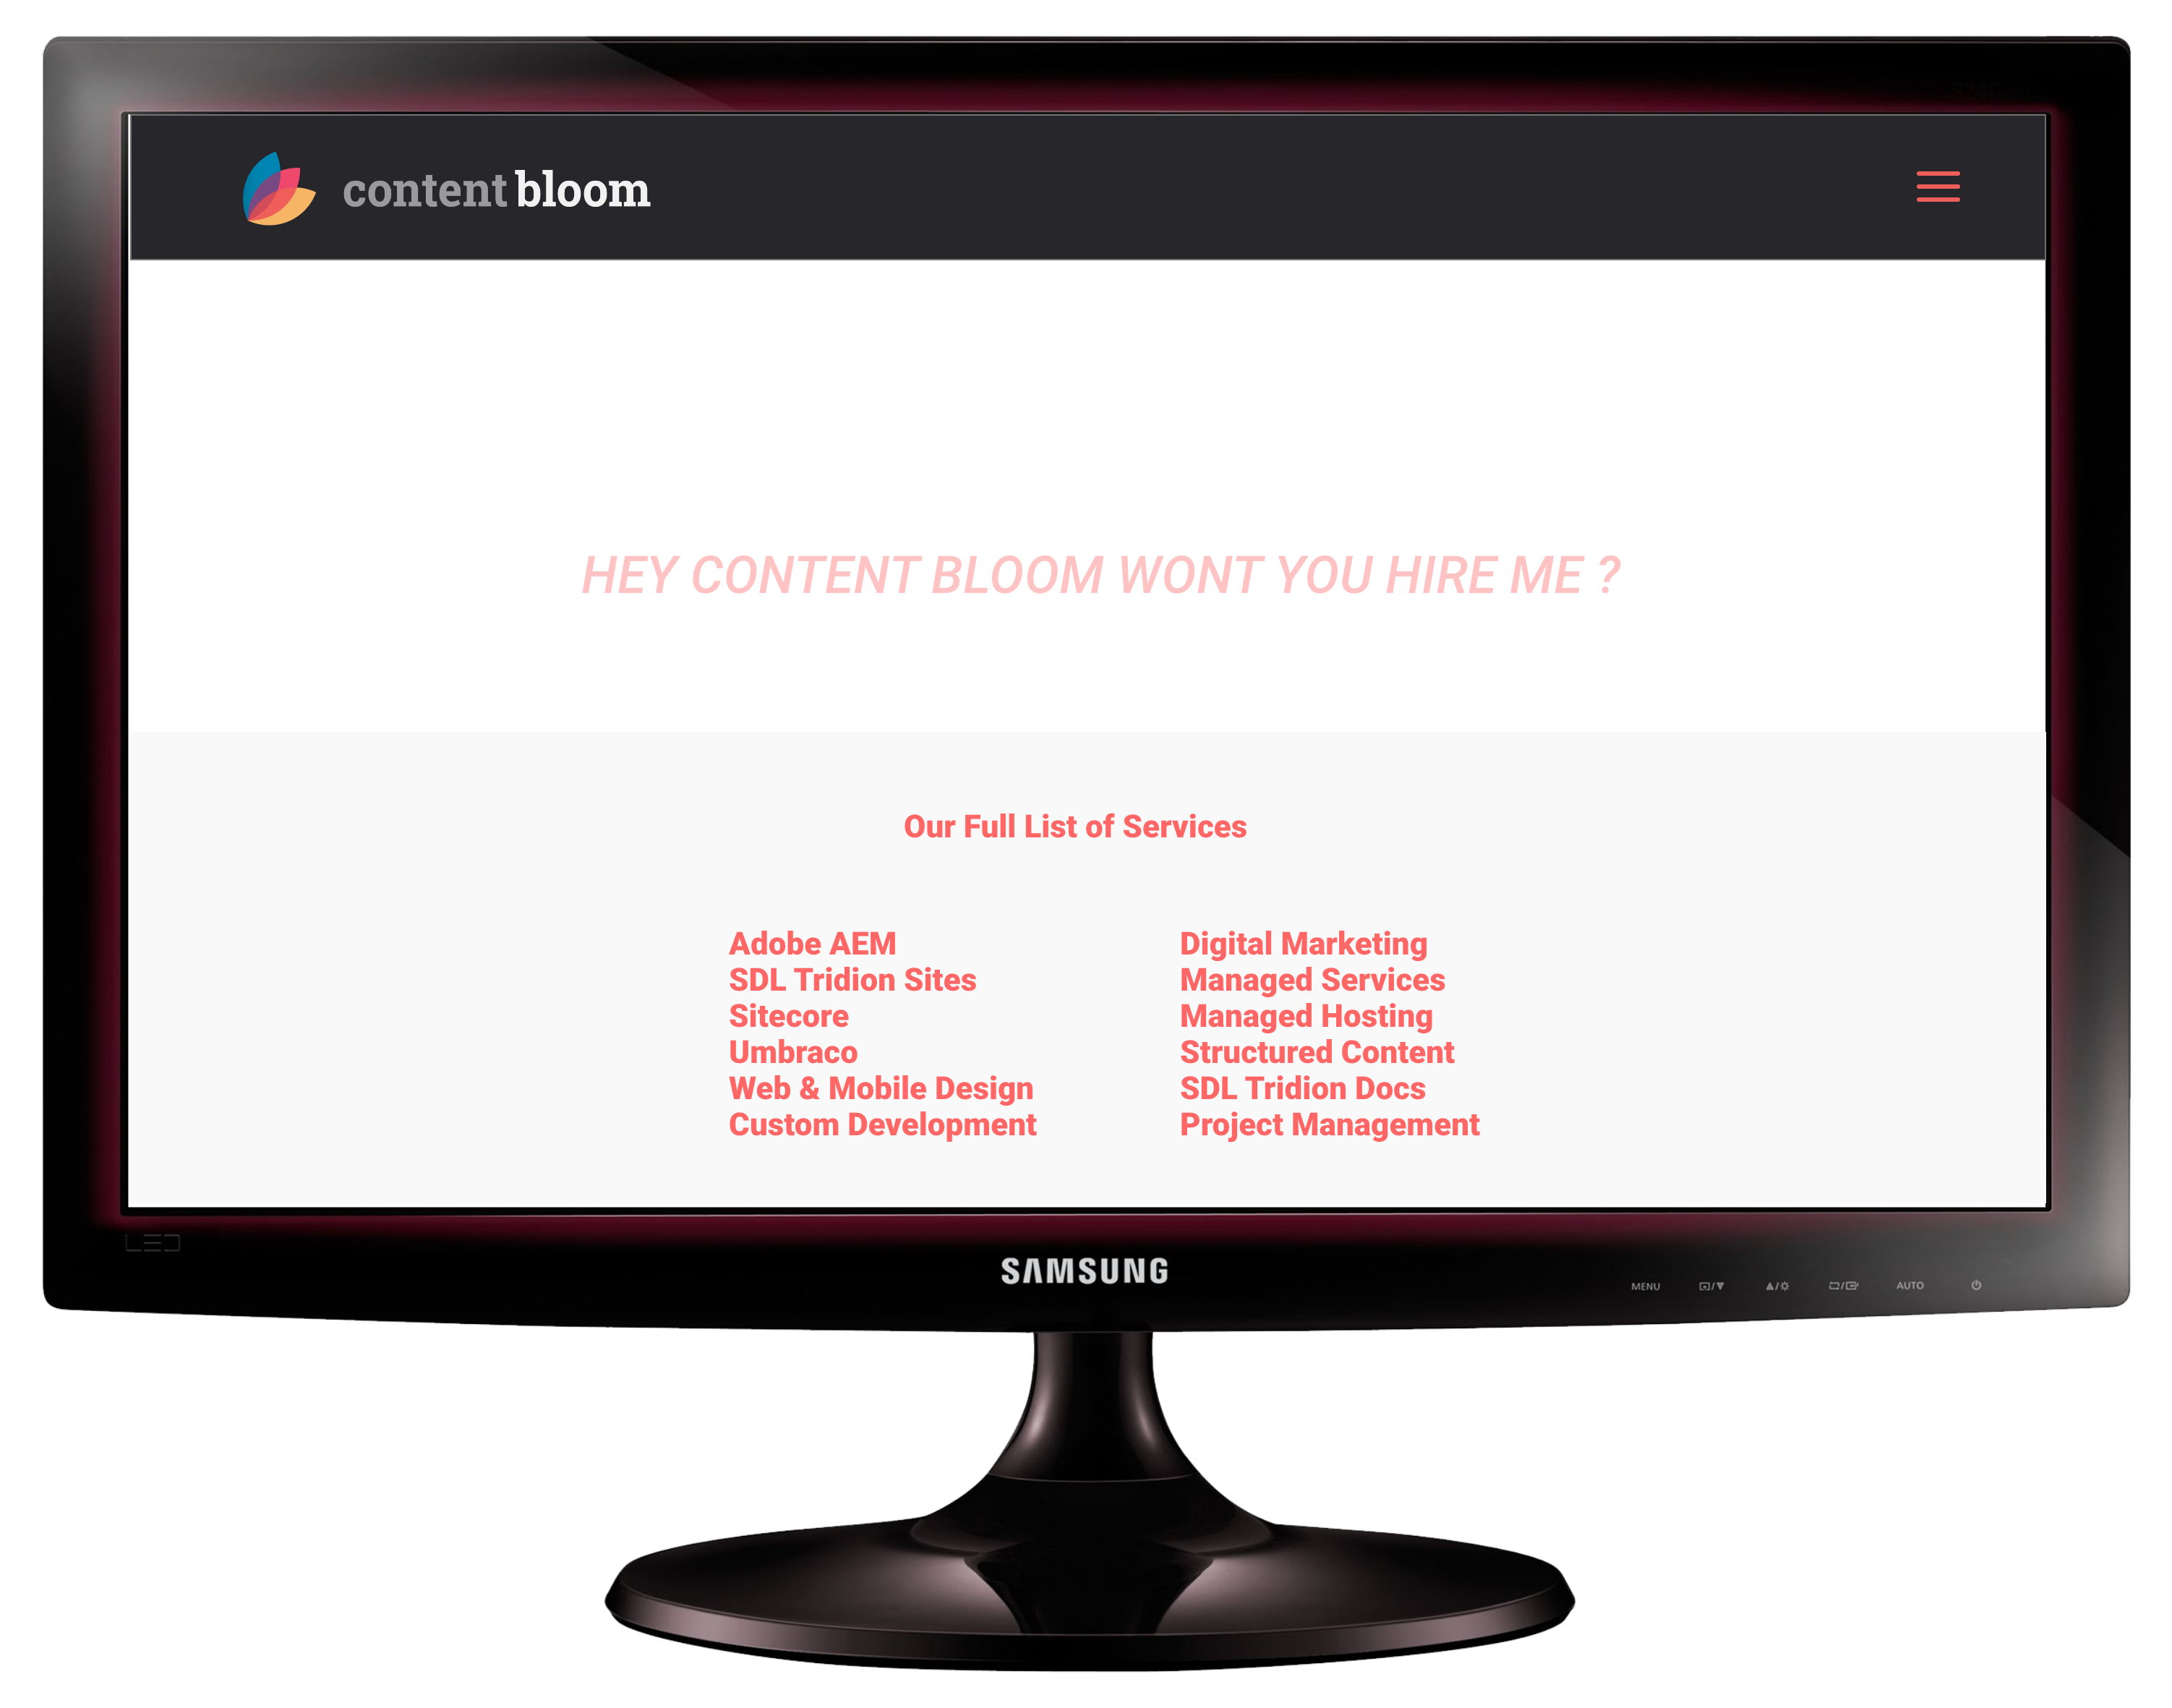 content bloom
HEY CONTENT BLOOM WONT YOU HIRE ME ?
Our Full List of Services
Adobe AEM
SDL Tridion Sites
Sitecore
Umbraco
Web & Mobile Design
Custom Development
Digital Marketing
Managed Services
Managed Hosting
Structured Content
SDL Tridion Docs
Project Management
LED
SAMSUNG
MENU
AUTO